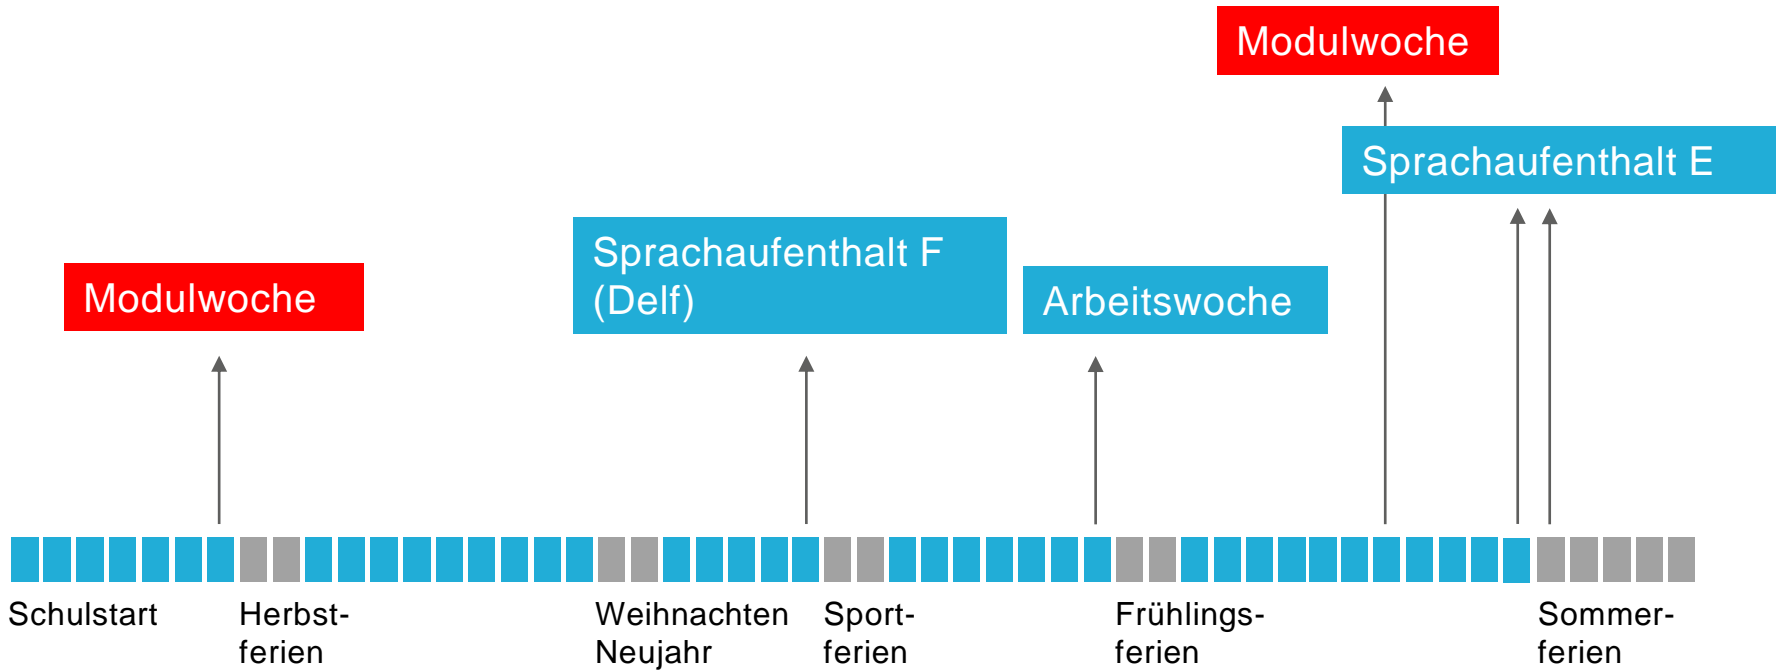 Modulwoche
Sprachaufenthalt E
Sprachaufenthalt F
(Delf)
Modulwoche
Arbeitswoche
Schulstart
Herbst-
ferien
Weihnachten
Neujahr
Sport-
ferien
Frühlings-
ferien
Sommer-
ferien